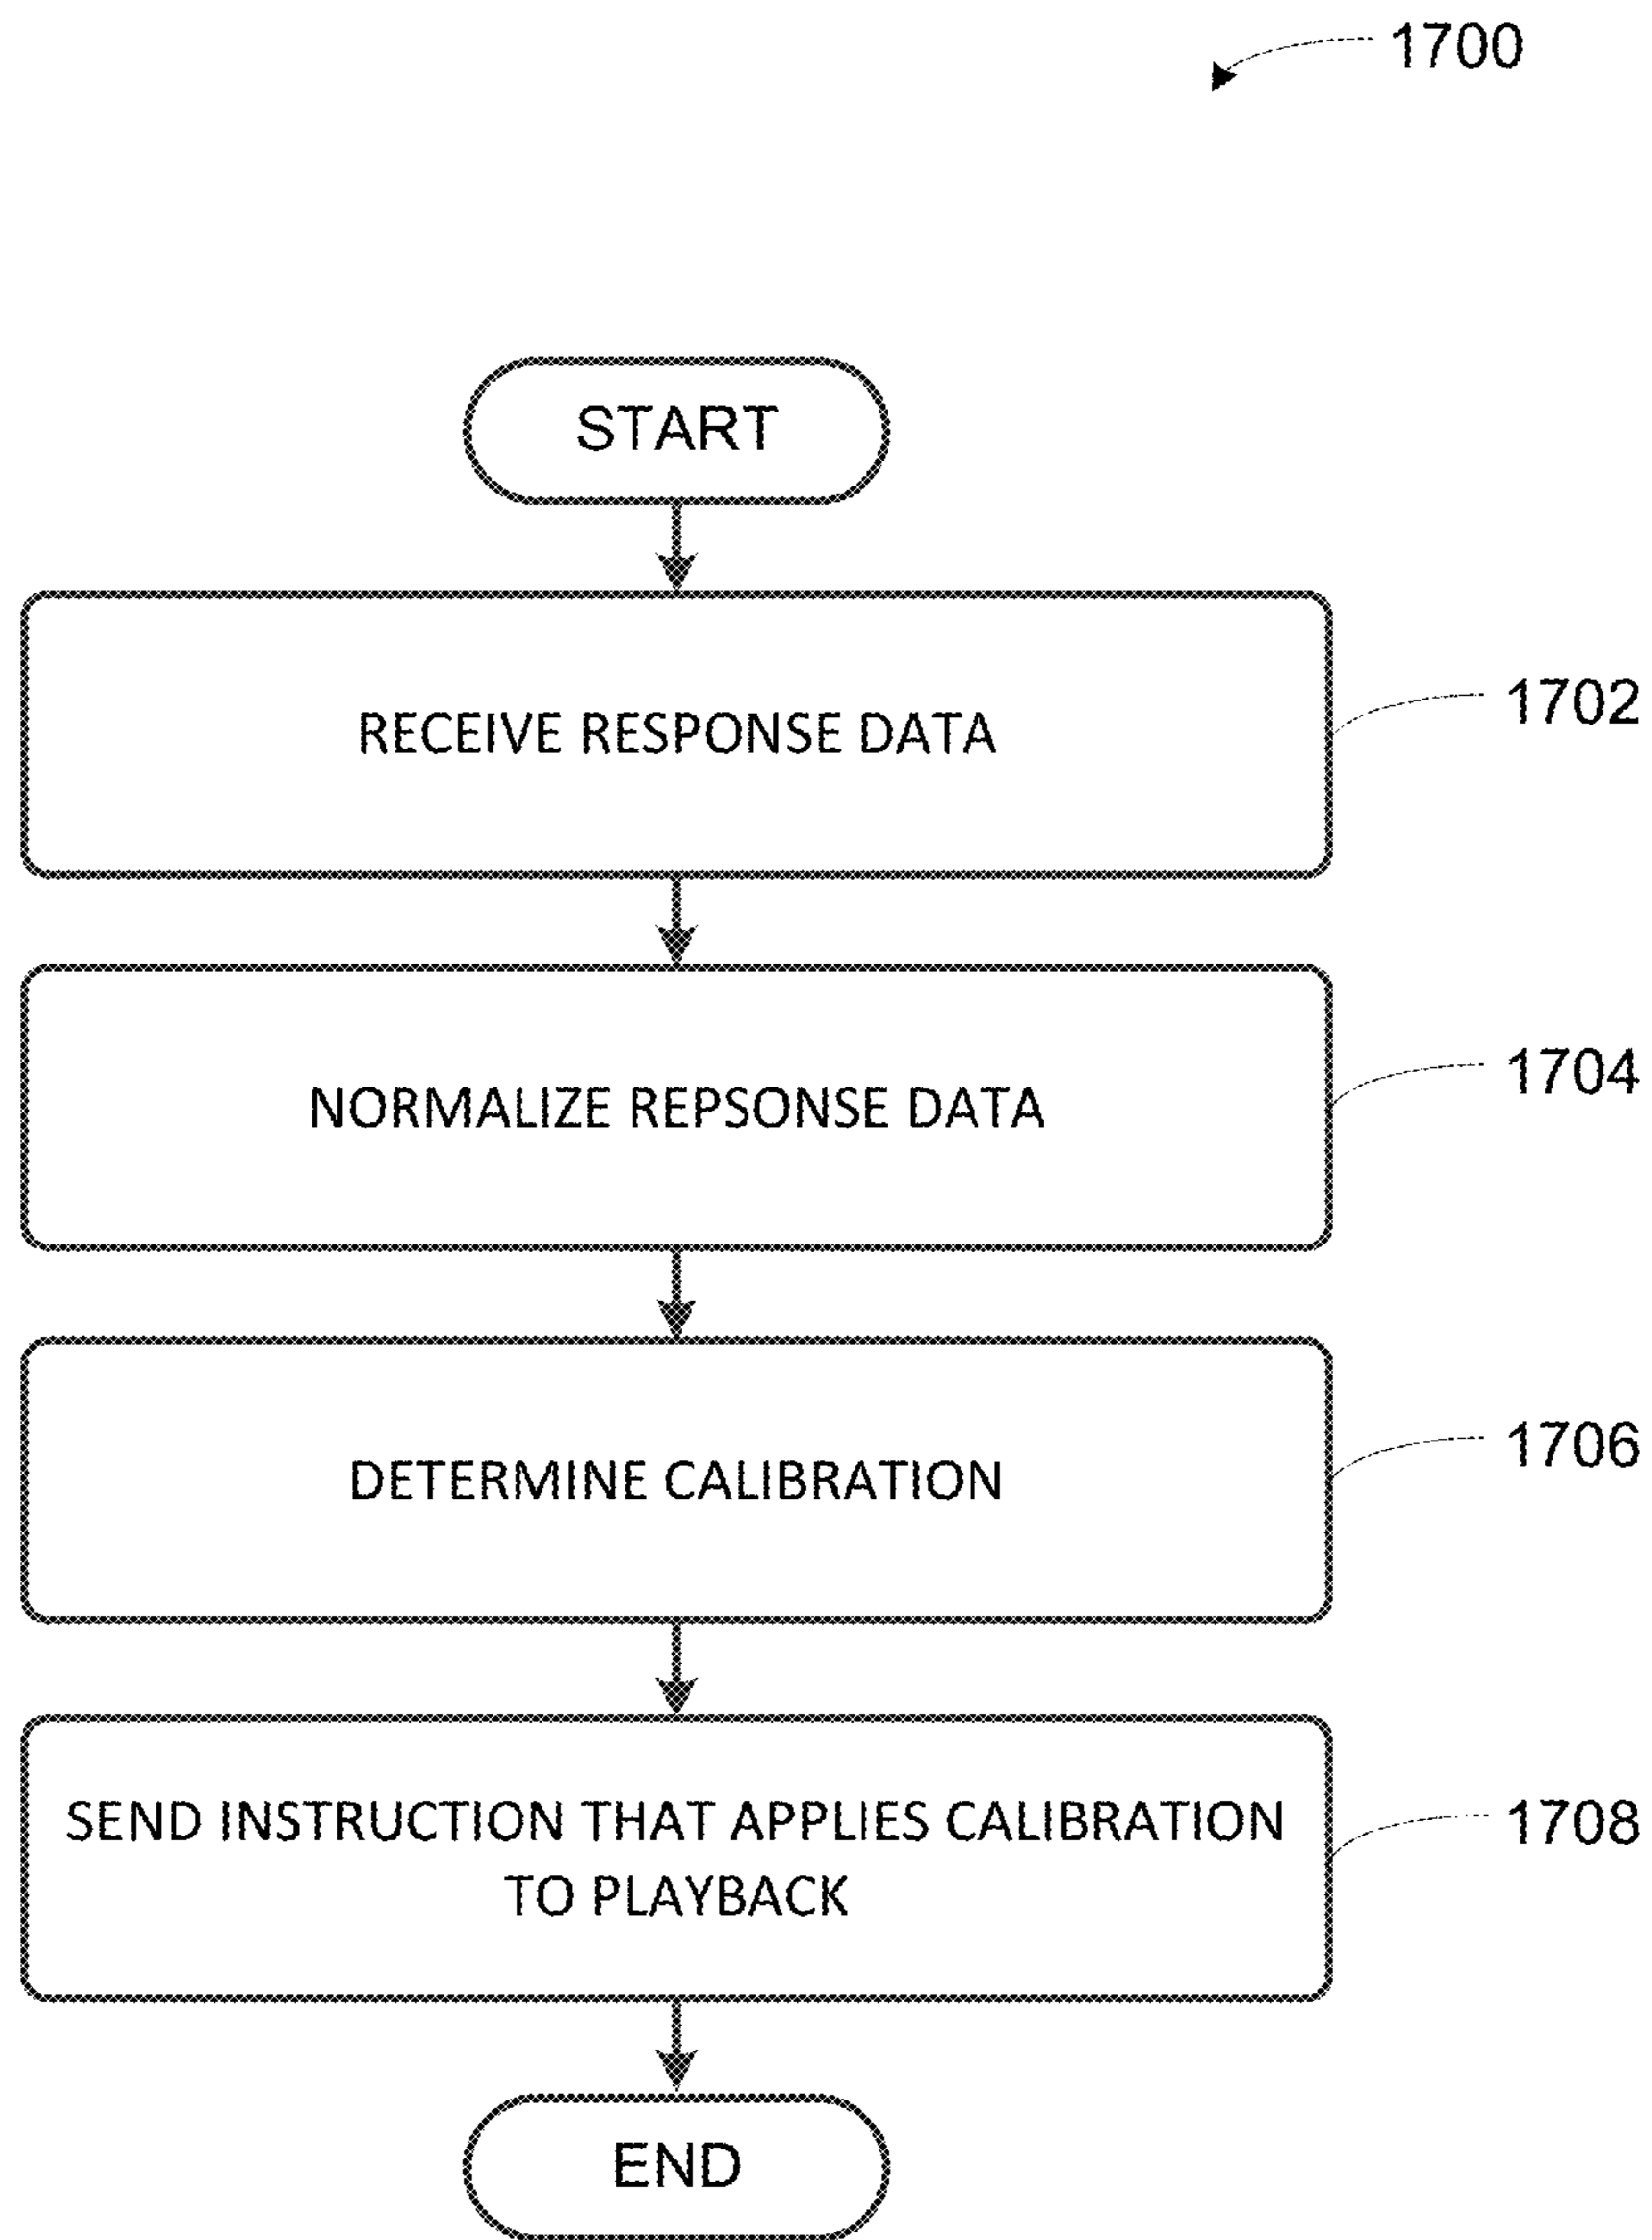 1700
START
RECEIVE RESPONSE DATA
1702
NORMALIZE REPSONSE DATA
1704
DETERMINE CALIBRATION
1706
SEND INSTRUCTION THAT APPLIES CALIBRATION
TO PLAYBACK
1708
END